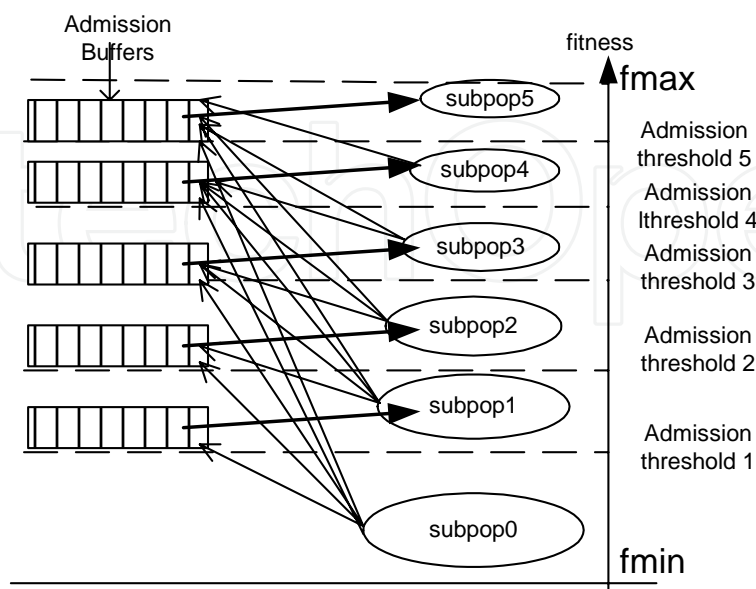 Admission
Buffers
fitness
fmax
subpop5
Admission
threshold 5
subpop4
Admission
lthreshold 4
subpop3
Admission
threshold 3
subpop2
Admission
threshold 2
subpop1
Admission
threshold 1
subpop0
fmin